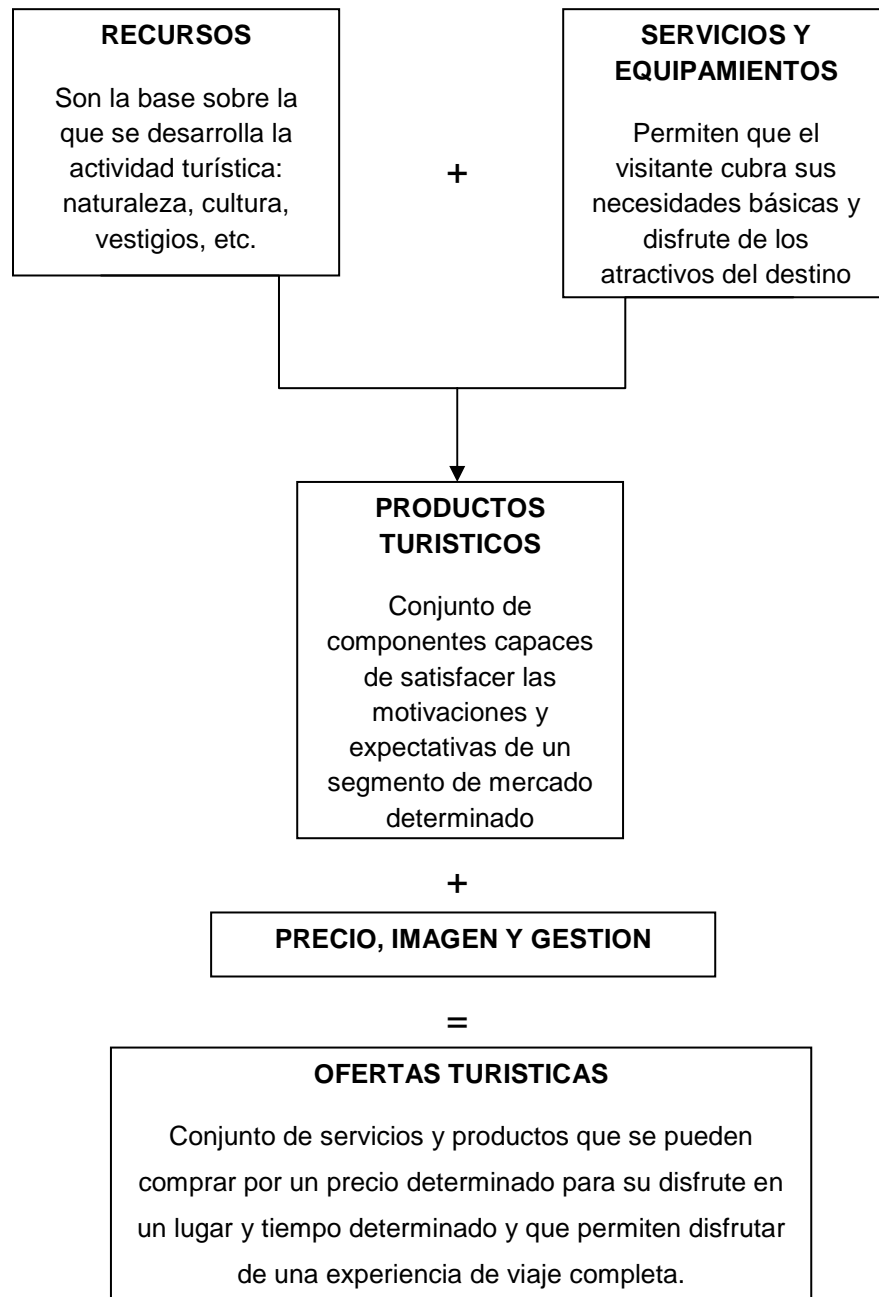 RECURSOS
Son la base sobre la
que se desarrolla la
actividad turística:
naturaleza, cultura,
vestigios, etc.
+
SERVICIOS Y
EQUIPAMIENTOS
Permiten que el
visitante cubra sus
necesidades básicas y
disfrute de los
atractivos del destino
PRODUCTOS
TURISTICOS
Conjunto de
componentes capaces
de satisfacer las
motivaciones y
expectativas de un
segmento de mercado
determinado
+
PRECIO, IMAGEN Y GESTION
=
OFERTAS TURISTICAS
Conjunto de servicios y productos que se pueden
comprar por un precio determinado para su disfrute en
un lugar y tiempo determinado y que permiten disfrutar
de una experiencia de viaje completa.